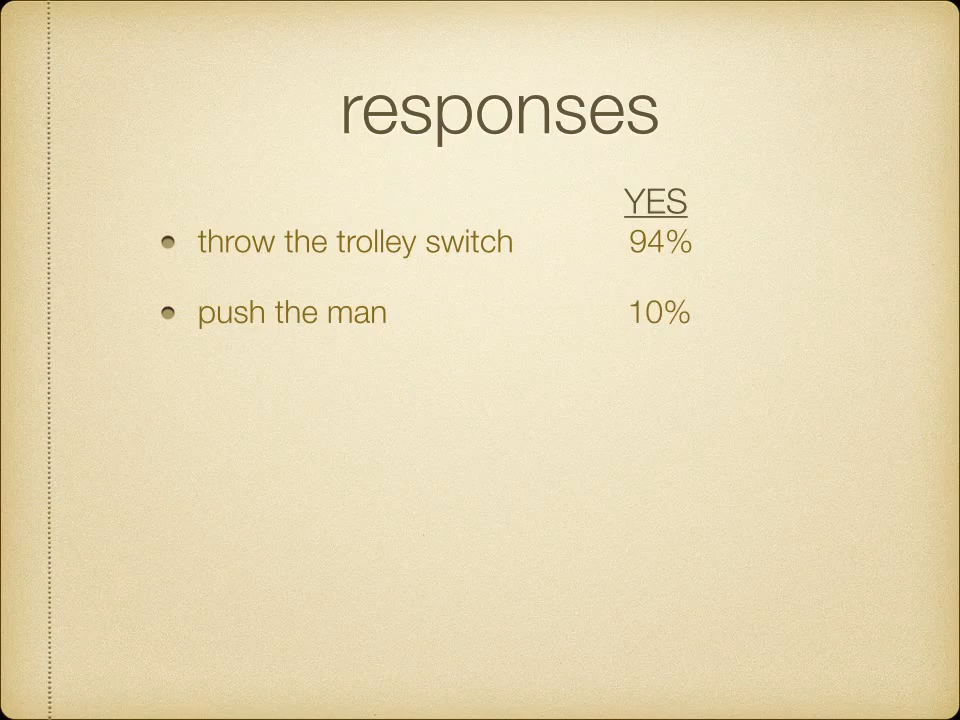 responses
YES
throw the trolley switch 94%
push the man 10%